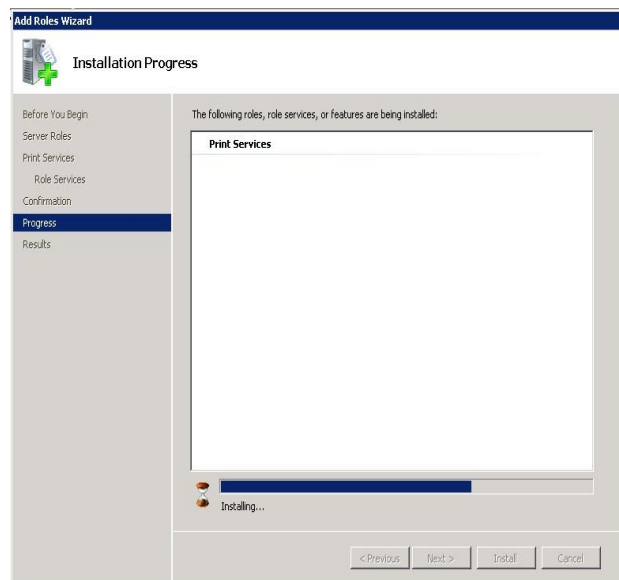 Add Roles Wizard
Installation Progress
Before You Begin
Server Roles
Print Services
Role Services
Confirmation
Progress
Results
The following roles, role services, or features are being installed:
Print Services
Installing...
< Previous
Next >
Install
Cancel